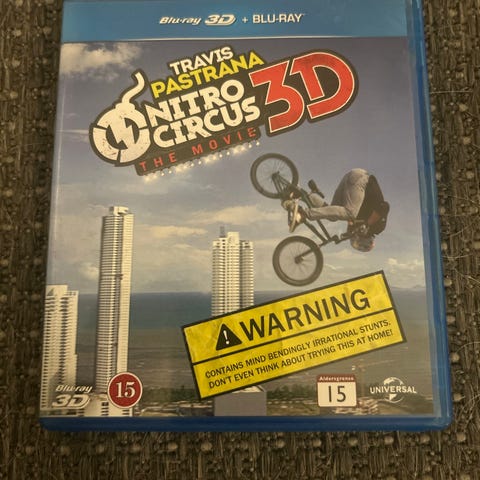 Blu-ray 3D + BLU-RAY™
TRAVIS
PASTRANA
NITRO
CIRCUS
3D
THE MOVIE
WARNING
CONTAINS MIND BENDINGLY IRRATIONAL STUNTS.
DON'T EVEN THINK ABOUT TRYING THIS AT HOME!
Blu-ray
3D
15
Aldersgrense
15
UNIVERSAL